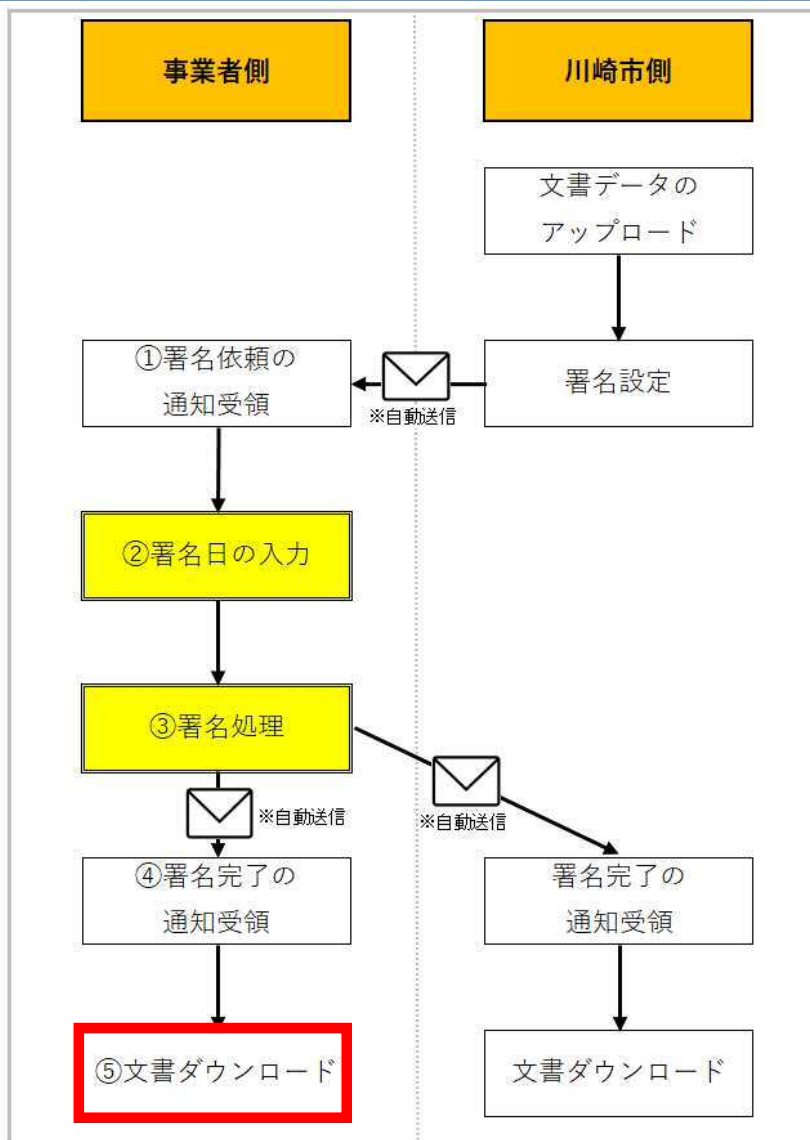 事業者側
川崎市側
文書データの
アップロード
①署名依頼の
通知受領
※自動送信
署名設定
②署名日の入力
③署名処理
※自動送信
※自動送信
④署名完了の
通知受領
署名完了の
通知受領
⑤文書ダウンロード
文書ダウンロード